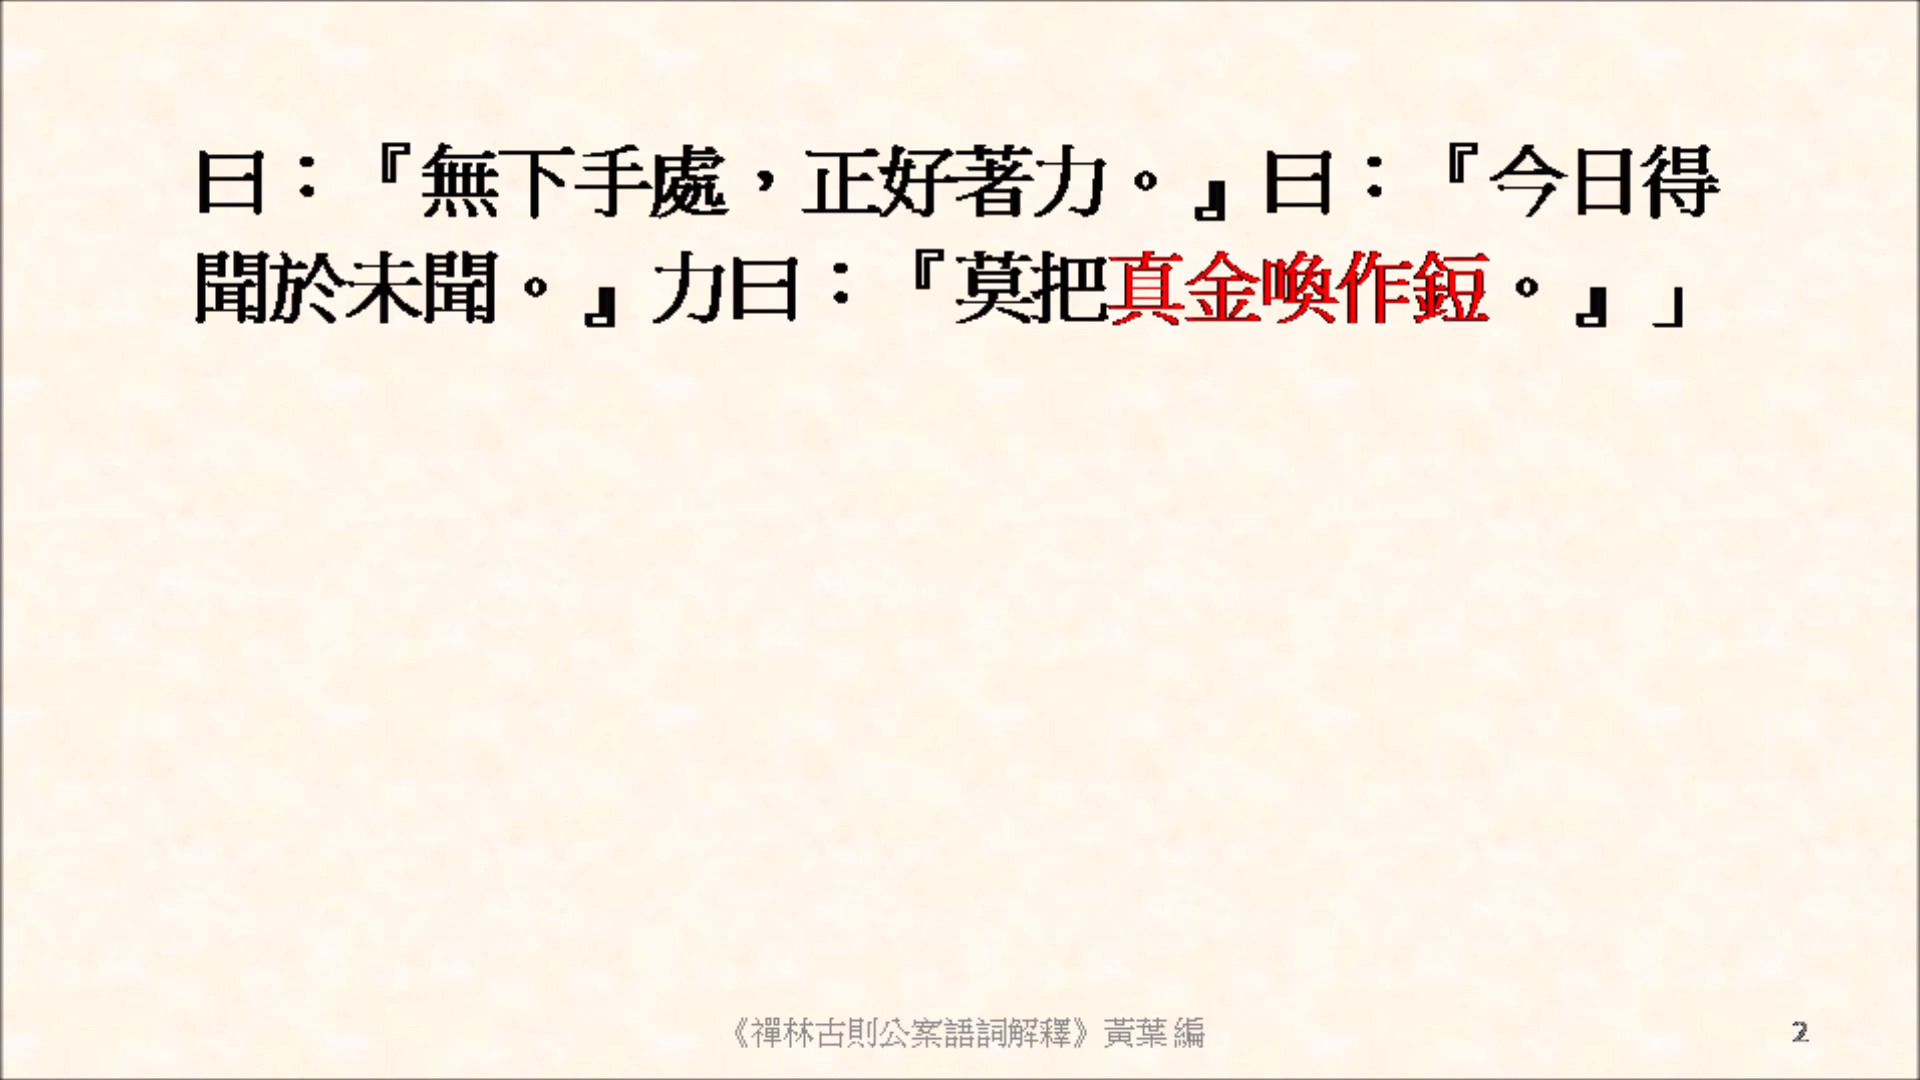 曰：『無下手處，正好著力。』曰：『今日得
聞於未聞。』力曰：『莫把真金喚作鋀。』」
《禪林古則公案語詞解釋》黃葉 編
2